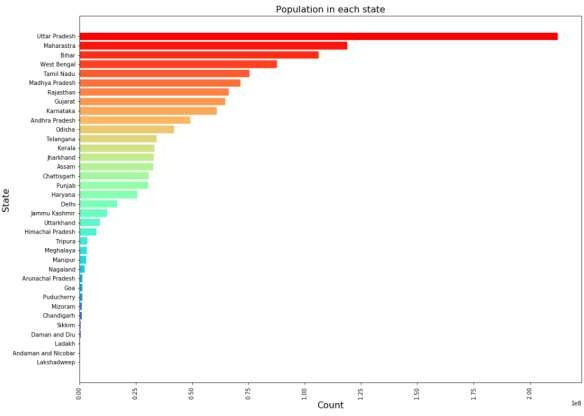 Population in each state
Uttar Pradesh
Maharastra
Bihar
West Bengal
Tamil Nadu
Madhya Pradesh
Rajasthan
Gujarat
Karnataka
Andhra Pradesh
Odisha
Telangana
Kerala
Jharkhand
Assam
Chattisgarh
Punjab
Haryana
Delhi
Jammu Kashmir
Uttarkhand
Himachal Pradesh
Tripura
Meghalaya
Manipur
Nagaland
Arunachal Pradesh
Goa
Puducherry
Mizoram
Chandigarh
Sikkim
Daman and Diu
Ladakh
Andaman and Nicobar
Lakshadweep
State
0.00 0.25 0.50 0.75 1.00 1.25 1.50 1.75 2.00
Count
1e8